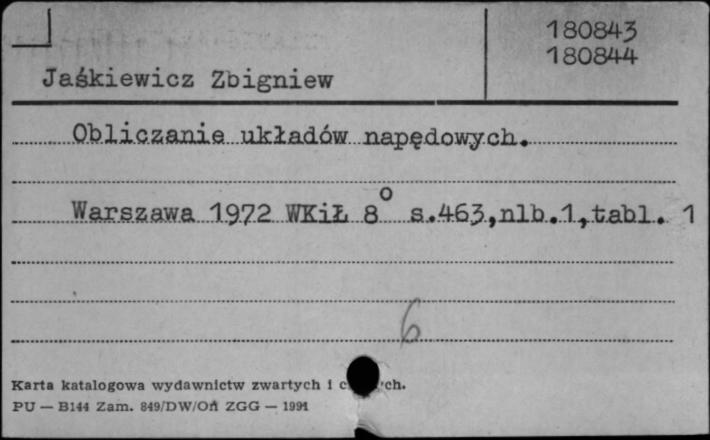 180843
180844
Jaśkiewicz Zbigniew
Obliczanie układów napędowych.
Warszawa 1972 WKiŁ 8° s.463,nlb.1,tabl. 1
6
Karta katalogowa wydawnictw zwartych i
PU — B144 Zam. 849/DW/Oń ZGG — 1991